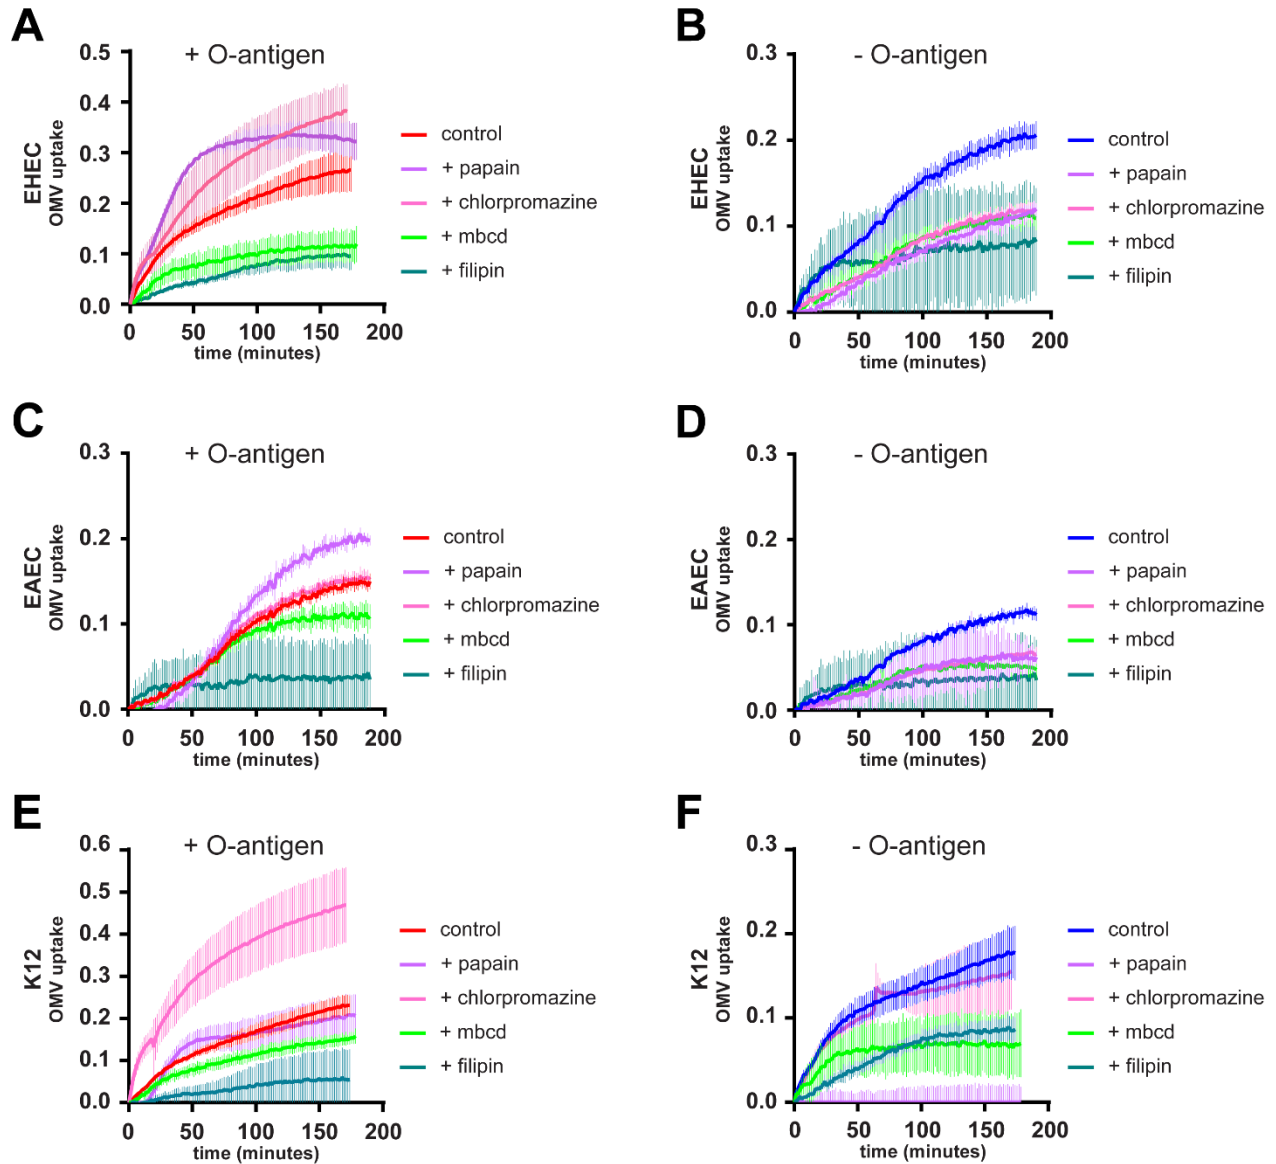 A
+ O-antigen
EHEC
OMV uptake
0.5
0.4
0.3
0.2
0.1
0.0
0 50 100 150 200
time (minutes)
control
+ papain
+ chlorpromazine
+ mbcd
+ filipin
B
- O-antigen
EHEC
OMV uptake
0.3
0.2
0.1
0.0
0 50 100 150 200
time (minutes)
control
+ papain
+ chlorpromazine
+ mbcd
+ filipin
C
+ O-antigen
EAEC
OMV uptake
0.3
0.2
0.1
0.0
0 50 100 150 200
time (minutes)
control
+ papain
+ chlorpromazine
+ mbcd
+ filipin
D
- O-antigen
EAEC
OMV uptake
0.3
0.2
0.1
0.0
0 50 100 150 200
time (minutes)
control
+ papain
+ chlorpromazine
+ mbcd
+ filipin
E
+ O-antigen
K12
OMV uptake
0.6
0.5
0.4
0.3
0.2
0.1
0.0
0 50 100 150 200
time (minutes)
control
+ papain
+ chlorpromazine
+ mbcd
+ filipin
F
- O-antigen
K12
OMV uptake
0.3
0.2
0.1
0.0
0 50 100 150 200
time (minutes)
control
+ papain
+ chlorpromazine
+ mbcd
+ filipin